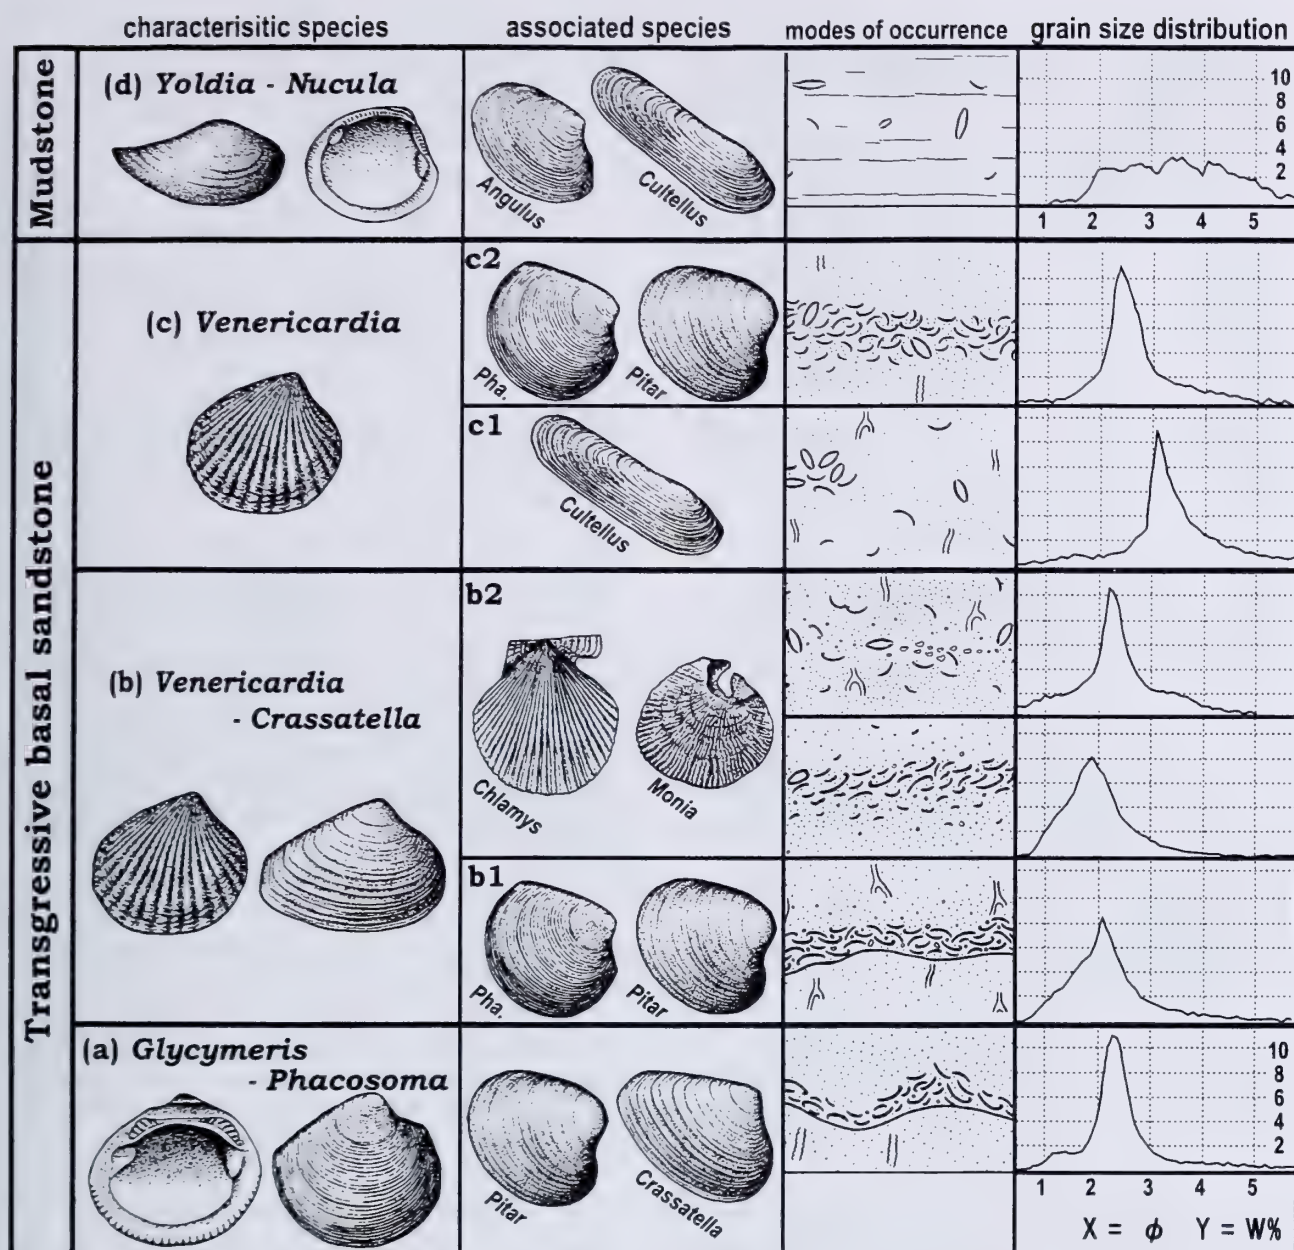 characterisitic species
associated species
modes of occurrence
grain size distribution
Mudstone
(d) Yoldia - Nucula
Angulus
Cultellus
10
8
6
4
2
1 2 3 4 5
Transgressive basal sandstone
(c) Venericardia
c2
Pha.
Pitar
c1
Cultellus
(b) Venericardia
- Crassatella
b2
Chlamys
Monia
b1
Pha.
Pitar
(a) Glycymeris
- Phacosoma
Pitar
Crassatella
10
8
6
4
2
1 2 3 4 5
X = ϕ Y = W%